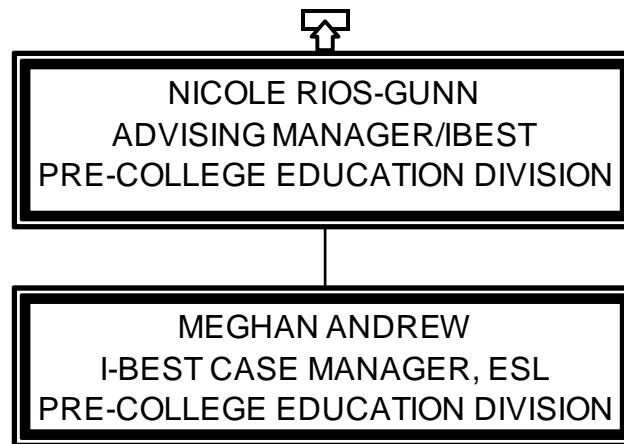 NICOLE RIOS-GUNN
ADVISING MANAGER/IBEST
PRE-COLLEGE EDUCATION DIVISION
MEGHAN ANDREW
I-BEST CASE MANAGER, ESL
PRE-COLLEGE EDUCATION DIVISION